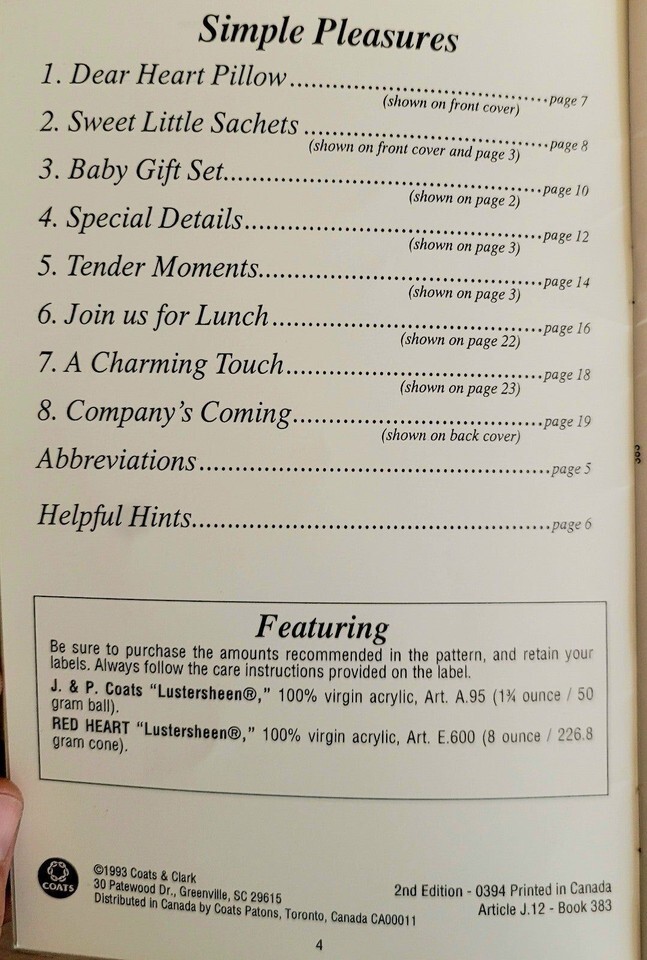 Simple Pleasures
1. Dear Heart Pillow.................................page 7
(shown on front cover)
2. Sweet Little Sachets .................................page 8
(shown on front cover and page 3)
3. Baby Gift Set.................................page 10
(shown on page 2)
4. Special Details.................................page 12
(shown on page 3)
5. Tender Moments.................................page 14
(shown on page 3)
6. Join us for Lunch.................................page 16
(shown on page 22)
7. A Charming Touch.................................page 18
(shown on page 23)
8. Company's Coming.................................page 19
(shown on back cover)
Abbreviations.................................page 5
Helpful Hints.................................page 6
Featuring
Be sure to purchase the amounts recommended in the pattern, and retain your
labels. Always follow the care instructions provided on the label.
J. & P. Coats "Lustersheen®," 100% virgin acrylic, Art. A.95 (1¾ ounce / 50
gram ball).
RED HEART "Lustersheen®," 100% virgin acrylic, Art. E.600 (8 ounce / 226.8
gram cone).
COATS
©1993 Coats & Clark
30 Patewood Dr., Greenville, SC 29615
Distributed in Canada by Coats Patons, Toronto, Canada CA00011
2nd Edition - 0394 Printed in Canada
Article J.12 - Book 383
4
383